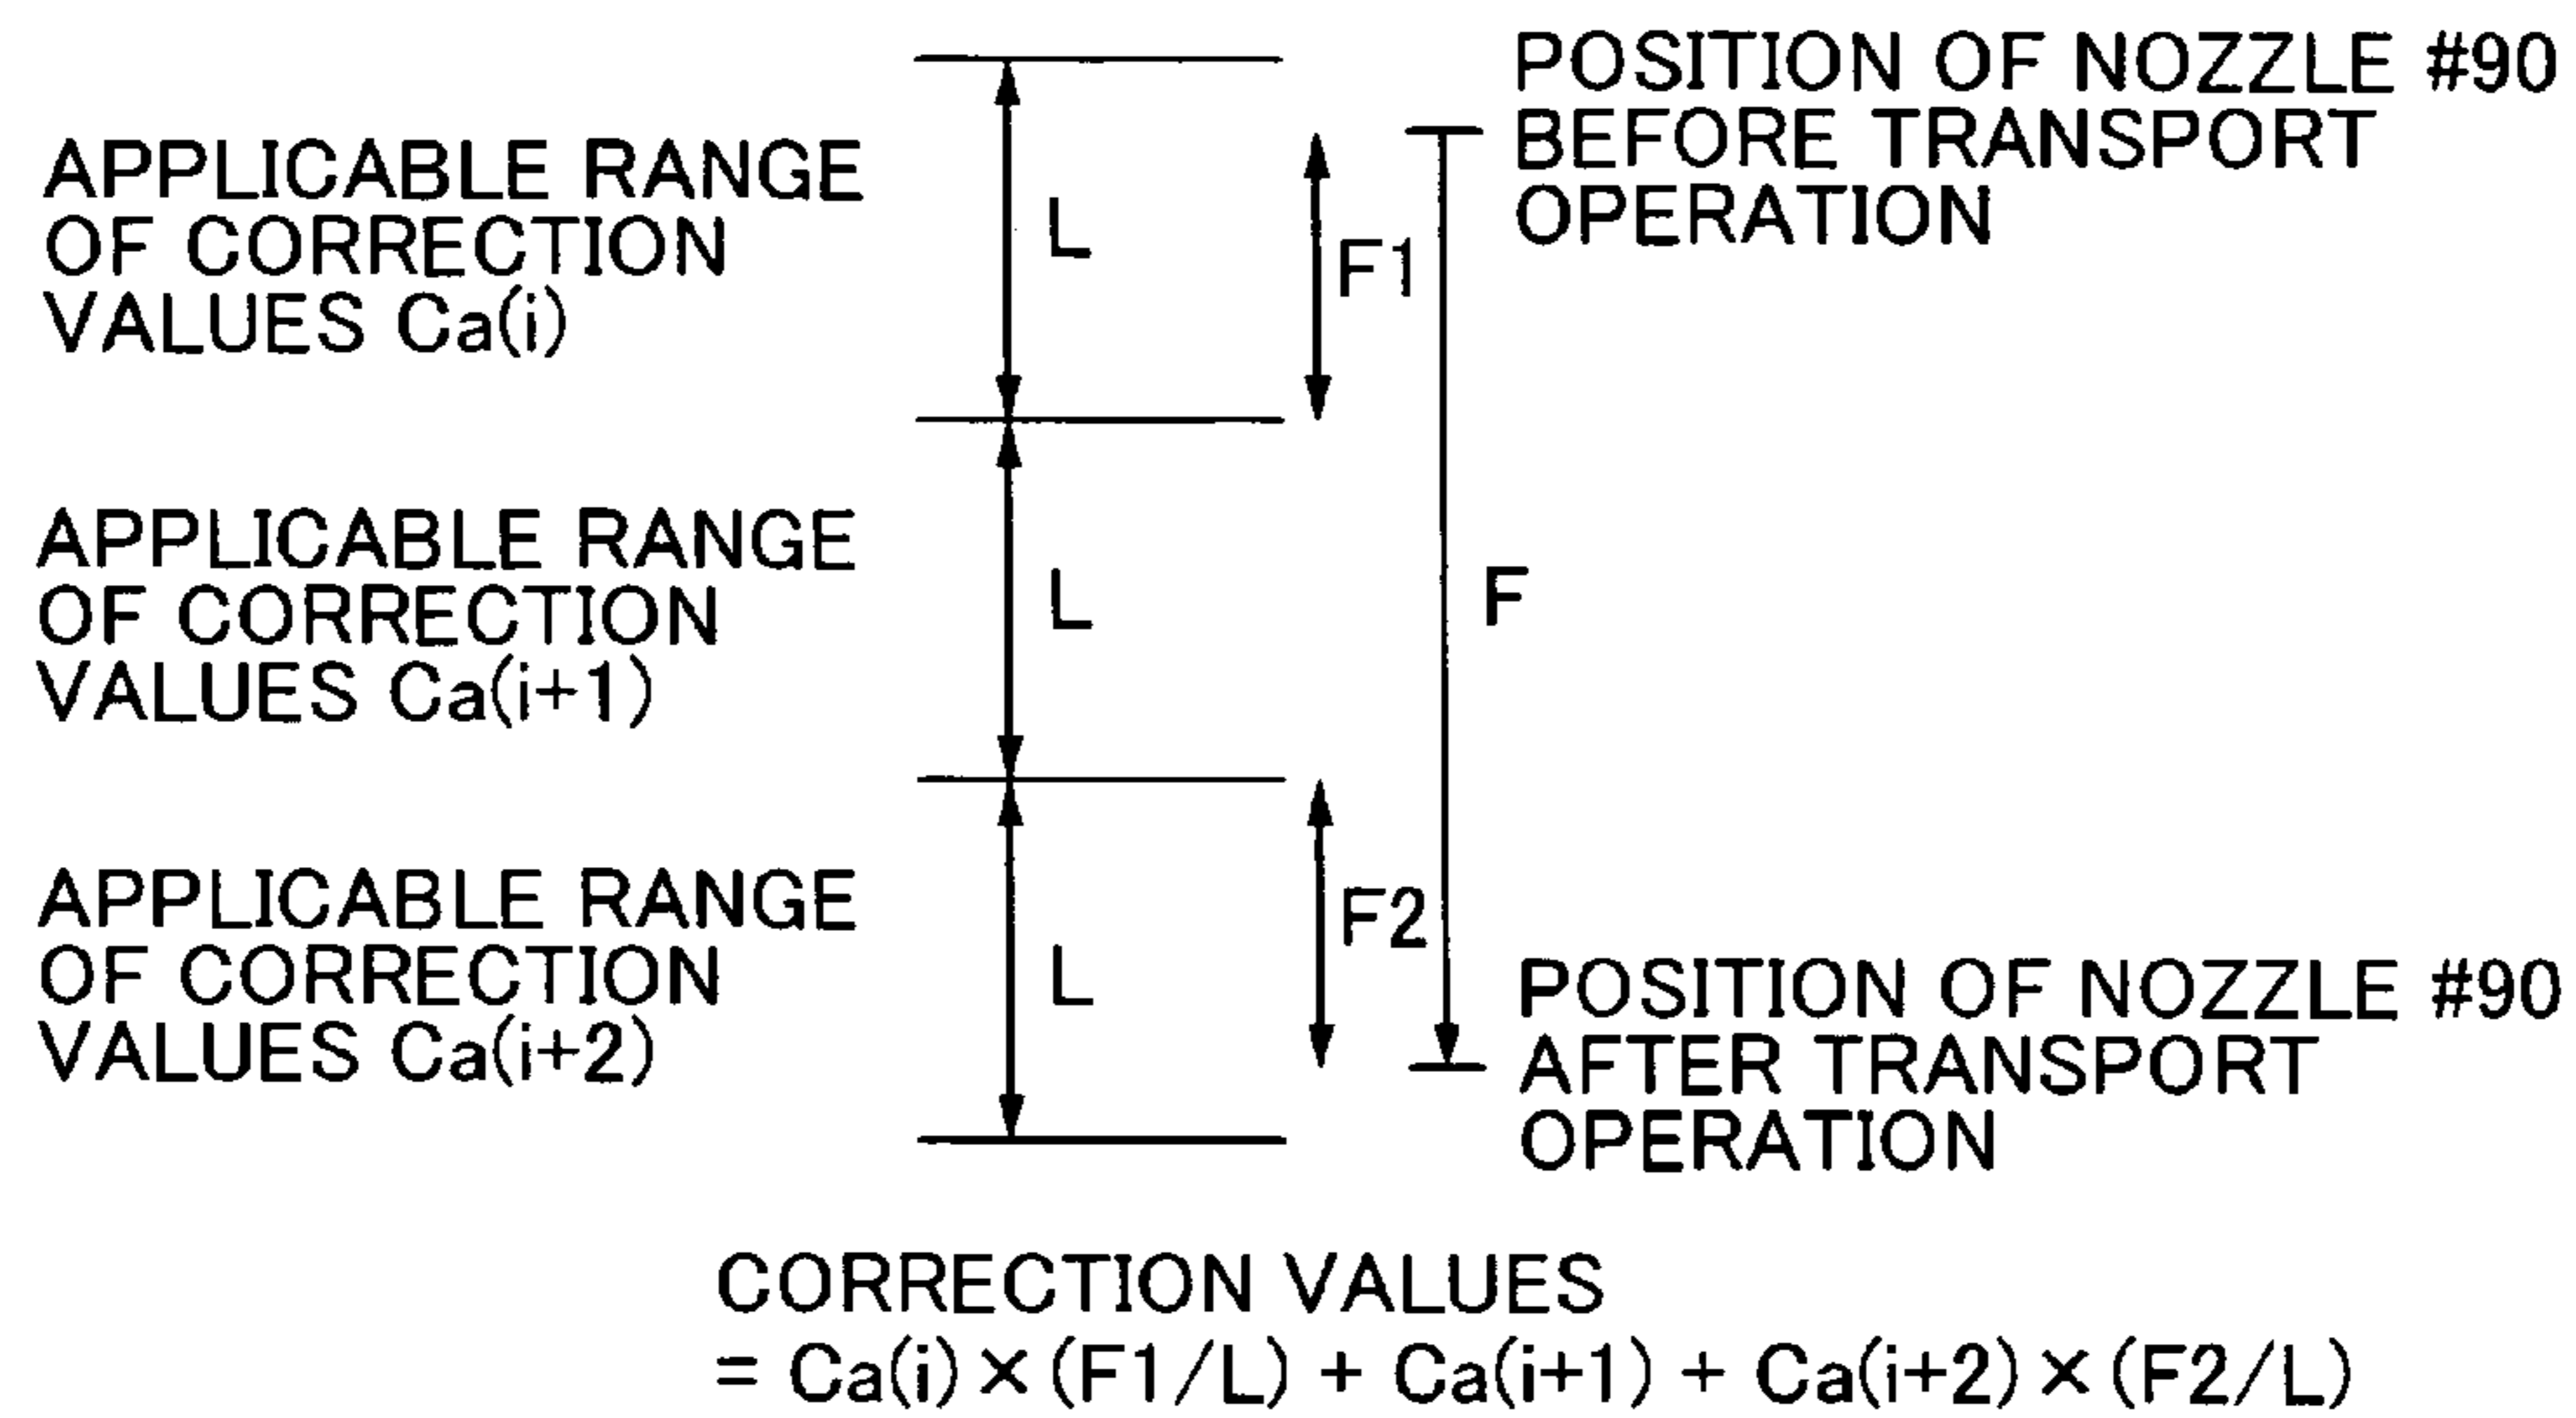 POSITION OF NOZZLE #90
BEFORE TRANSPORT
OPERATION
APPLICABLE RANGE
OF CORRECTION
VALUES Ca(i)
L
F1
APPLICABLE RANGE
OF CORRECTION
VALUES Ca(i+1)
L
F
APPLICABLE RANGE
OF CORRECTION
VALUES Ca(i+2)
L
F2
POSITION OF NOZZLE #90
AFTER TRANSPORT
OPERATION
CORRECTION VALUES
= Ca(i) × (F1/L) + Ca(i+1) + Ca(i+2) × (F2/L)